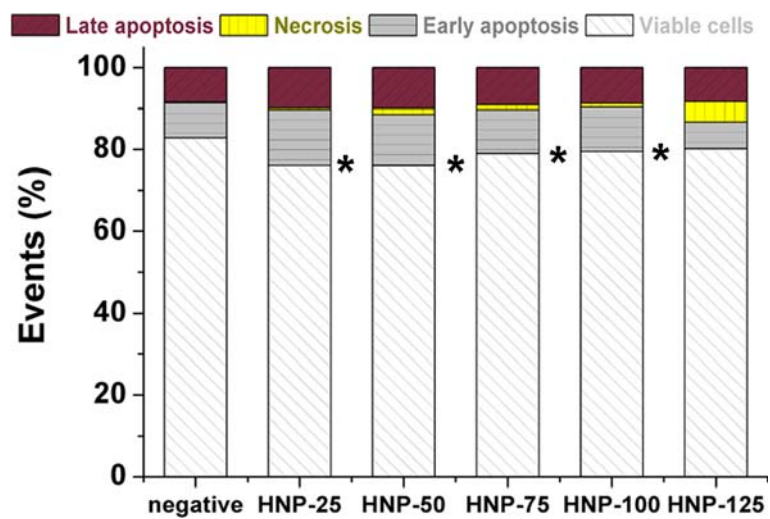 Late apoptosis Necrosis Early apoptosis Viable cells
100
80
60
40
20
0
Events (%)
* * * *
negative HNP-25 HNP-50 HNP-75 HNP-100 HNP-125